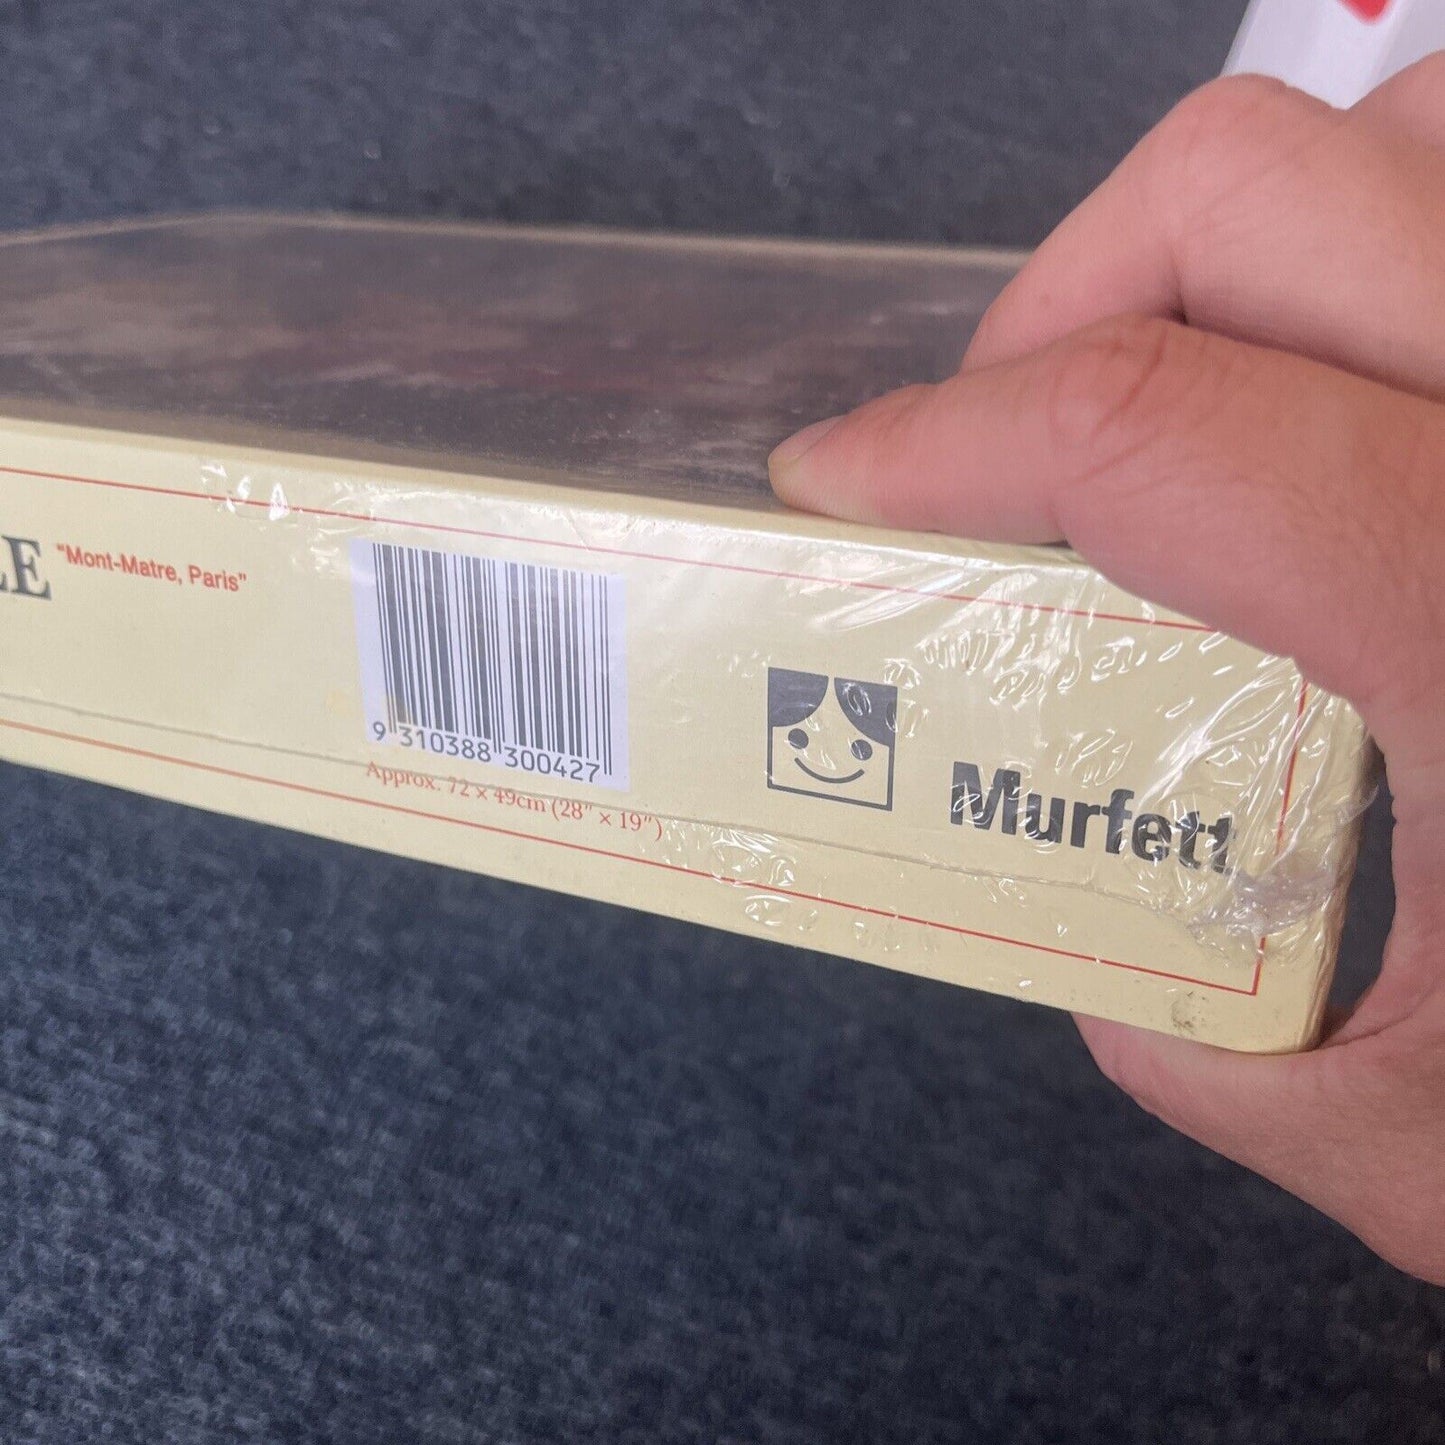 LE "Mont-Matre, Paris"
9 310388 300427
Approx. 72 × 49cm (28" × 19")
Murfett